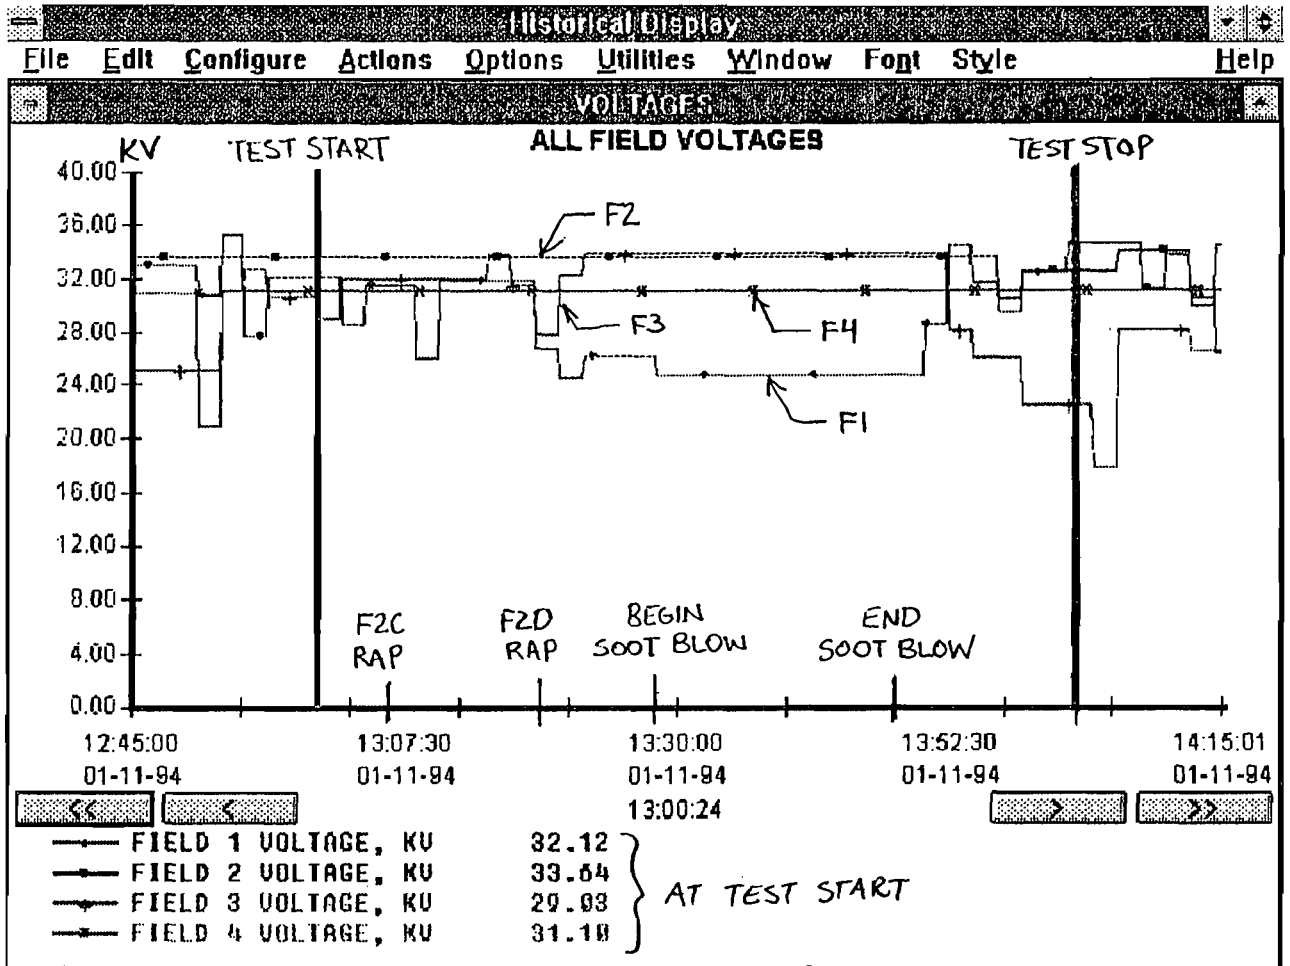 Historical Display
File Edit Configure Actions Options Utilities Window Font Style Help
VOLTAGES
ALL FIELD VOLTAGES
KV
TEST START
TEST STOP
40.00
36.00
32.00
28.00
24.00
20.00
16.00
12.00
8.00
4.00
0.00
F2
F3
F4
F1
F2C
RAP
F2D
RAP
BEGIN
SOOT BLOW
END
SOOT BLOW
12:45:00 13:07:30 13:30:00 13:52:30 14:15:01
01-11-94 01-11-94 01-11-94 01-11-94 01-11-94
<< < 13:00:24 > >>
FIELD 1 VOLTAGE, KV 32.12
FIELD 2 VOLTAGE, KV 33.64
FIELD 3 VOLTAGE, KV 29.03
FIELD 4 VOLTAGE, KV 31.10
AT TEST START